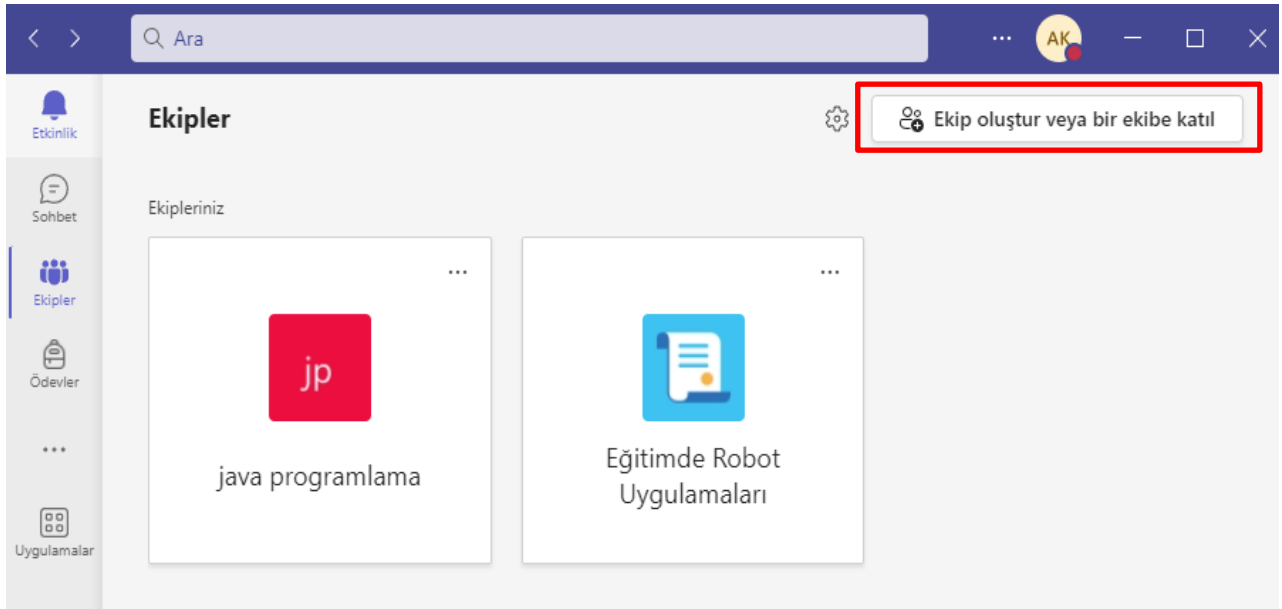 Ara
AK
Etkinlik
Sohbet
Ekipler
Ödevler
Uygulamalar
Ekipler
Ekip oluştur veya bir ekibe katıl
Ekipleriniz
jp
java programlama
Eğitimde Robot
Uygulamaları